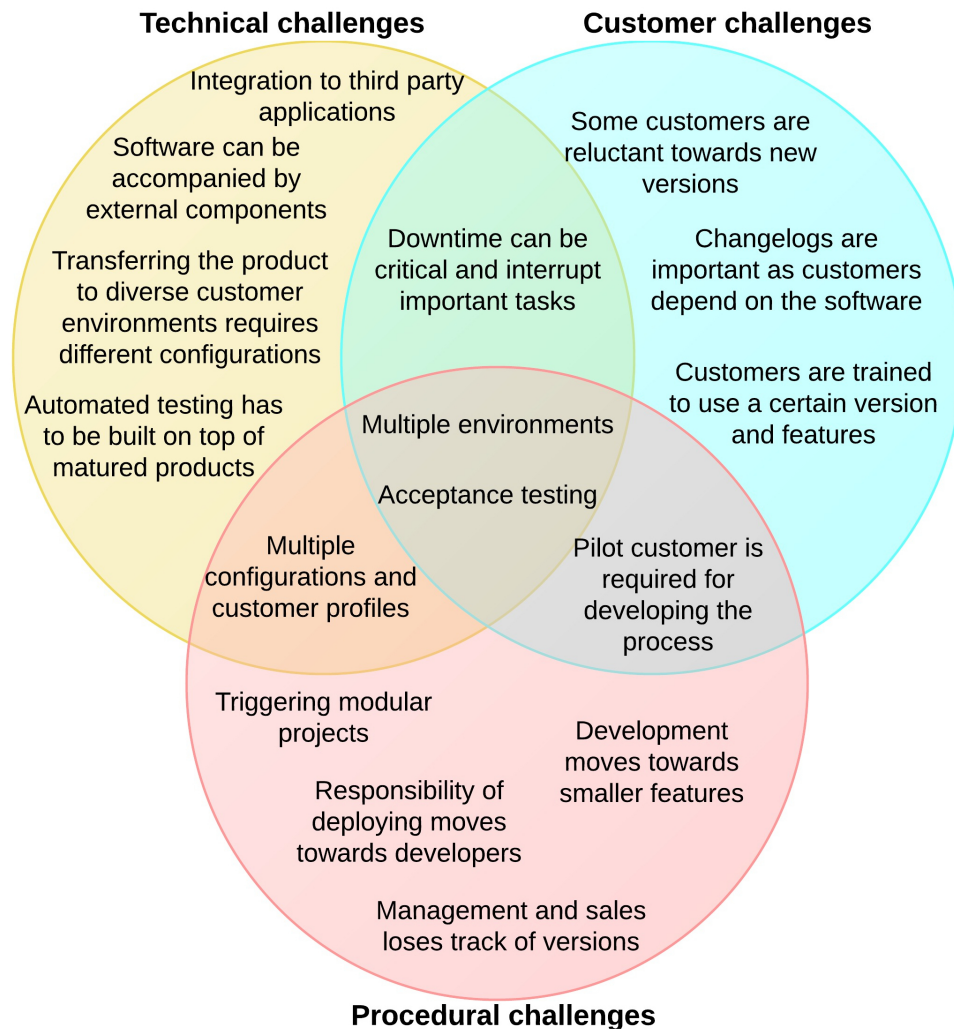 Technical challenges
Customer challenges
Integration to third party
applications
Software can be
accompanied by
external components
Transferring the product
to diverse customer
environments requires
different configurations
Automated testing has
to be built on top of
matured products
Downtime can be
critical and interrupt
important tasks
Some customers are
reluctant towards new
versions
Changelogs are
important as customers
depend on the software
Customers are trained
to use a certain version
and features
Multiple environments
Acceptance testing
Multiple
configurations and
customer profiles
Pilot customer is
required for
developing the
process
Triggering modular
projects
Development
moves towards
smaller features
Responsibility of
deploying moves
towards developers
Management and sales
loses track of versions
Procedural challenges